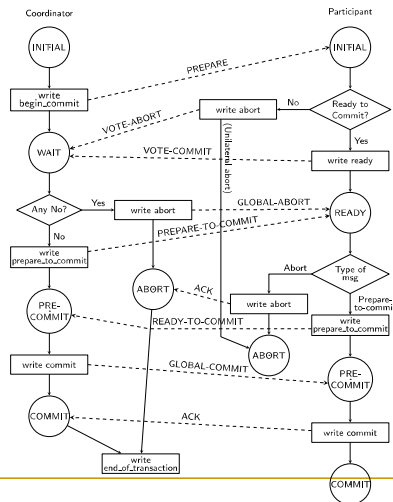 Coordinator
Participant
INITIAL
INITIAL
PREPARE
write
begin_commit
write abort
No
Ready to
Commit?
VOTE-ABORT
(Unilateral abort)
Yes
WAIT
VOTE-COMMIT
write ready
Any No?
Yes
write abort
GLOBAL-ABORT
READY
No
PREPARE-TO-COMMIT
write
prepare_to_commit
Abort
Type of
msg
ABORT
ACK
write abort
Prepare-
to-commit
PRE-
COMMIT
READY-TO-COMMIT
write
prepare_to_commit
ABORT
write commit
GLOBAL-COMMIT
PRE-
COMMIT
COMMIT
ACK
write commit
write
end_of_transaction
COMMIT